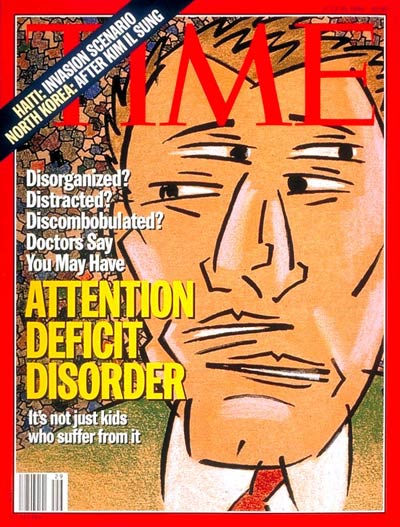 HAITI: INVASION SCENARIO
NORTH KOREA: AFTER KIM IL SUNG
TIME
Disorganized?
Distracted?
Discombobulated?
Doctors Say
You May Have
ATTENTION
DEFICIT
DISORDER
It's not just kids
who suffer from it
29